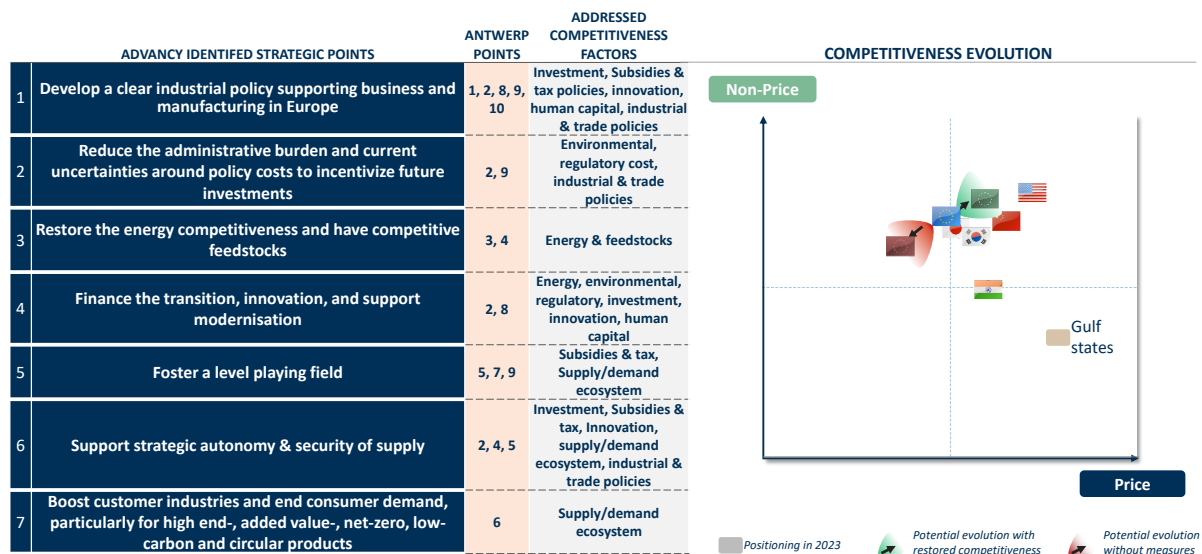 ADVANCY IDENTIFED STRATEGIC POINTS
ANTWERP
POINTS
ADDRESSED
COMPETITIVENESS
FACTORS
1
Develop a clear industrial policy supporting business and
manufacturing in Europe
1, 2, 8, 9,
10
Investment, Subsidies &
tax policies, innovation,
human capital, industrial
& trade policies
2
Reduce the administrative burden and current
uncertainties around policy costs to incentivize future
investments
2, 9
Environmental,
regulatory cost,
industrial & trade
policies
3
Restore the energy competitiveness and have competitive
feedstocks
3, 4
Energy & feedstocks
4
Finance the transition, innovation, and support
modernisation
2, 8
Energy, environmental,
regulatory, investment,
innovation, human
capital
5
Foster a level playing field
5, 7, 9
Subsidies & tax,
Supply/demand
ecosystem
6
Support strategic autonomy & security of supply
2, 4, 5
Investment, Subsidies &
tax, Innovation,
supply/demand
ecosystem, industrial &
trade policies
7
Boost customer industries and end consumer demand,
particularly for high end-, added value-, net-zero, low-
carbon and circular products
6
Supply/demand
ecosystem
COMPETITIVENESS EVOLUTION
Non-Price
Gulf
states
Price
Positioning in 2023
Potential evolution with
restored competitiveness
Potential evolution
without measures